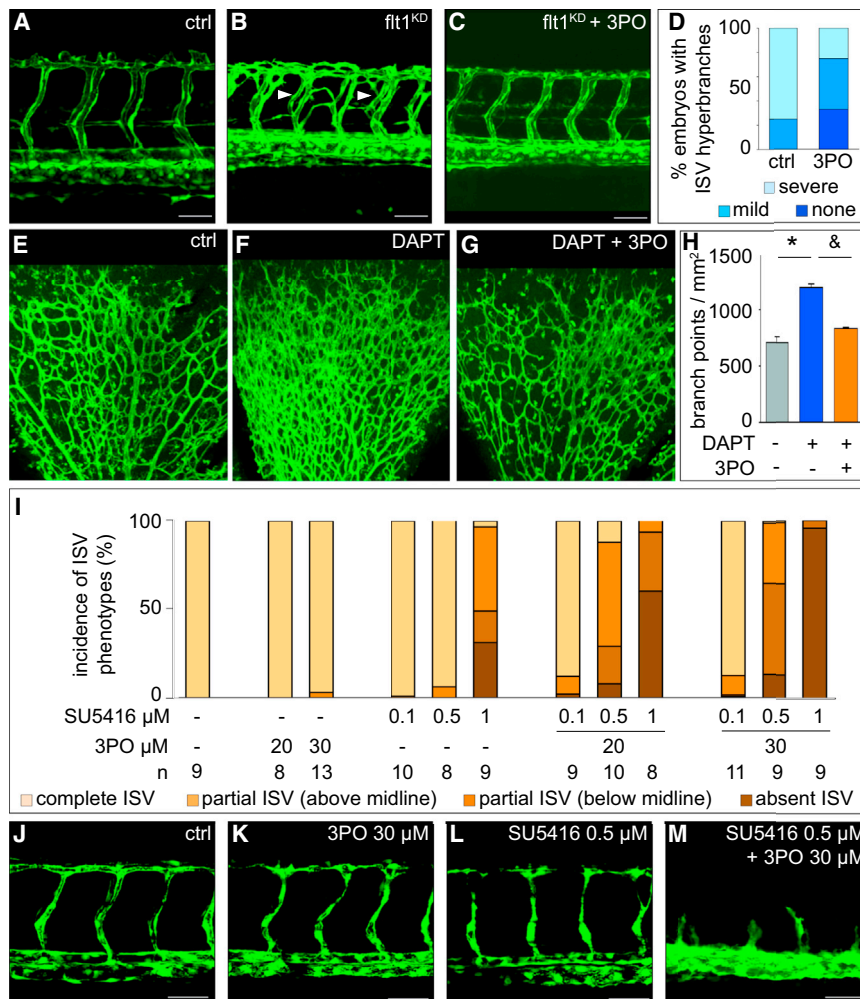 A ctrl
B flt1KD
C flt1KD + 3PO
D
% embryos with
ISV hyperbranches
100
50
0
ctrl 3PO
severe
mild none
E ctrl
F DAPT
G DAPT + 3PO
H
branch points / mm2
1500
1000
500
0
* &
DAPT - + +
3PO - - +
I
incidence of ISV
phenotypes (%)
100
50
0
SU5416 µM - - - 0.1 0.5 1 0.1 0.5 1 0.1 0.5 1
3PO µM - 20 30 - - - 20 30
n 9 8 13 10 8 9 9 10 8 11 9 9
complete ISV partial ISV (above midline) partial ISV (below midline) absent ISV
J ctrl
K 3PO 30 µM
L SU5416 0.5 µM
M SU5416 0.5 µM
+ 3PO 30 µM